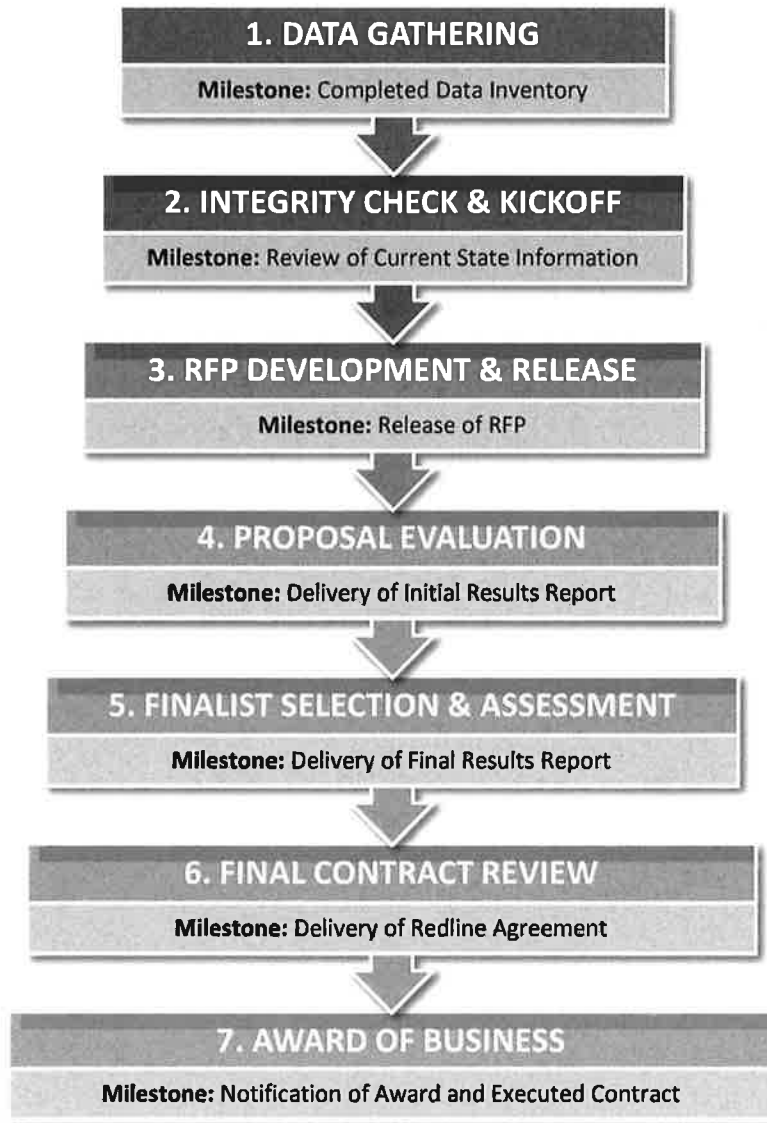 1. DATA GATHERING
Milestone: Completed Data Inventory
2. INTEGRITY CHECK & KICKOFF
Milestone: Review of Current State Information
3. RFP DEVELOPMENT & RELEASE
Milestone: Release of RFP
4. PROPOSAL EVALUATION
Milestone: Delivery of Initial Results Report
5. FINALIST SELECTION & ASSESSMENT
Milestone: Delivery of Final Results Report
6. FINAL CONTRACT REVIEW
Milestone: Delivery of Redline Agreement
7. AWARD OF BUSINESS
Milestone: Notification of Award and Executed Contract